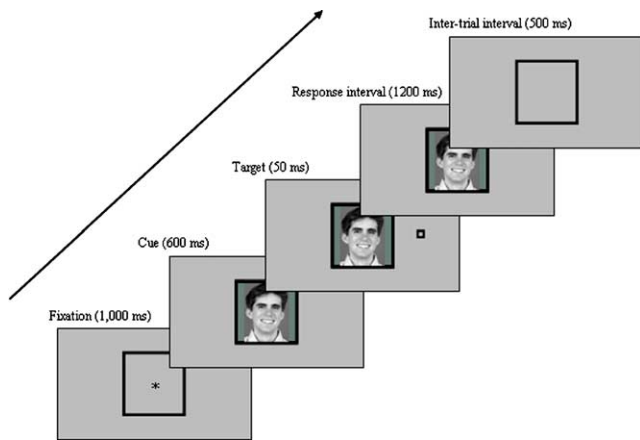 Inter-trial interval (500 ms)
Response interval (1200 ms)
Target (50 ms)
Cue (600 ms)
Fixation (1,000 ms)
*